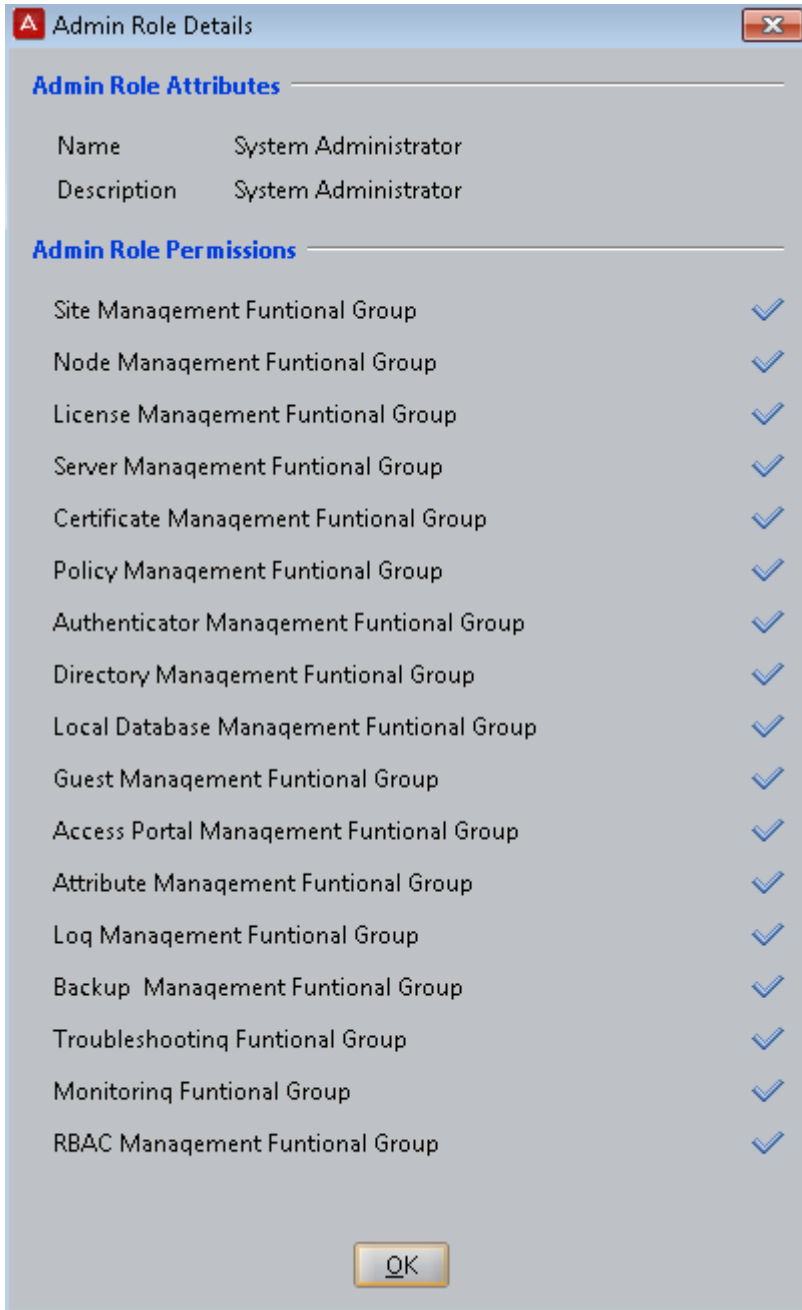 A Admin Role Details
Admin Role Attributes
Name System Administrator
Description System Administrator
Admin Role Permissions
Site Management Funtional Group
Node Management Funtional Group
License Management Funtional Group
Server Management Funtional Group
Certificate Management Funtional Group
Policy Management Funtional Group
Authenticator Management Funtional Group
Directory Management Funtional Group
Local Database Management Funtional Group
Guest Management Funtional Group
Access Portal Management Funtional Group
Attribute Management Funtional Group
Log Management Funtional Group
Backup  Management Funtional Group
Troubleshooting Funtional Group
Monitoring Funtional Group
RBAC Management Funtional Group
OK